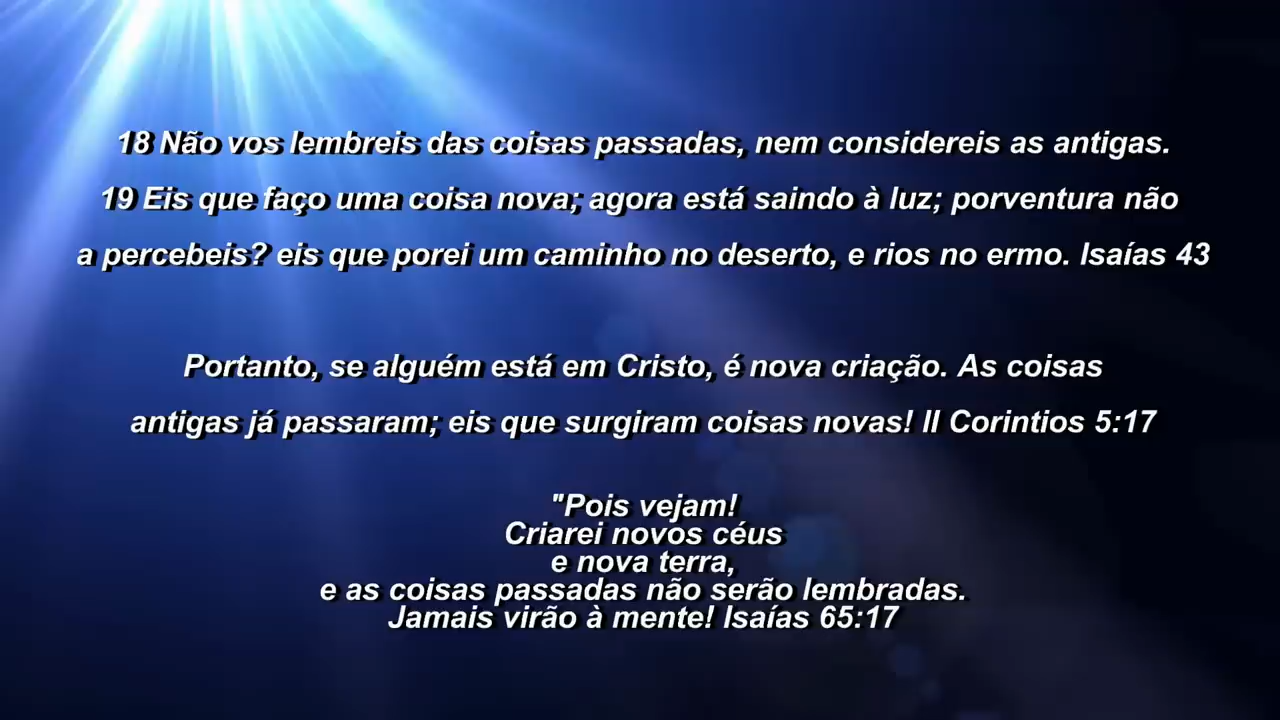 18 Não vos lembreis das coisas passadas, nem considereis as antigas.
19 Eis que faço uma coisa nova; agora está saindo à luz; porventura não
a percebeis? eis que porei um caminho no deserto, e rios no ermo. Isaías 43
Portanto, se alguém está em Cristo, é nova criação. As coisas
antigas já passaram; eis que surgiram coisas novas! II Corintios 5:17
"Pois vejam!
Criarei novos céus
e nova terra,
e as coisas passadas não serão lembradas.
Jamais virão à mente! Isaías 65:17